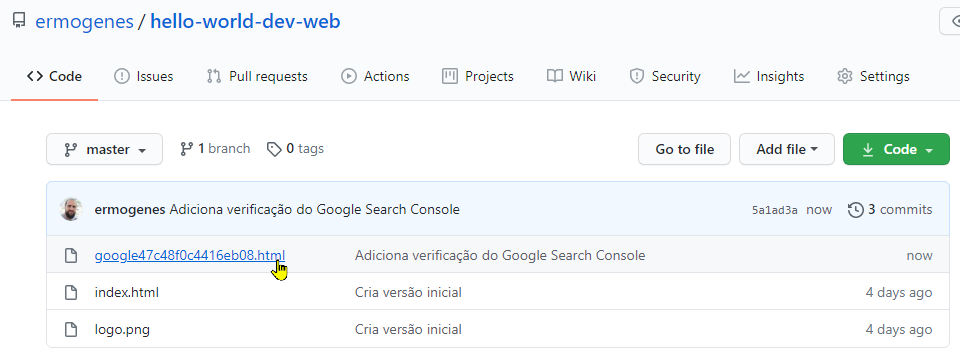 ermogenes / hello-world-dev-web
Code Issues Pull requests Actions Projects Wiki Security Insights Settings
master 1 branch 0 tags Go to file Add file Code
ermogenes Adiciona verificação do Google Search Console 5a1ad3a now 3 commits
google47c48f0c4416eb08.html Adiciona verificação do Google Search Console now
index.html Cria versão inicial 4 days ago
logo.png Cria versão inicial 4 days ago